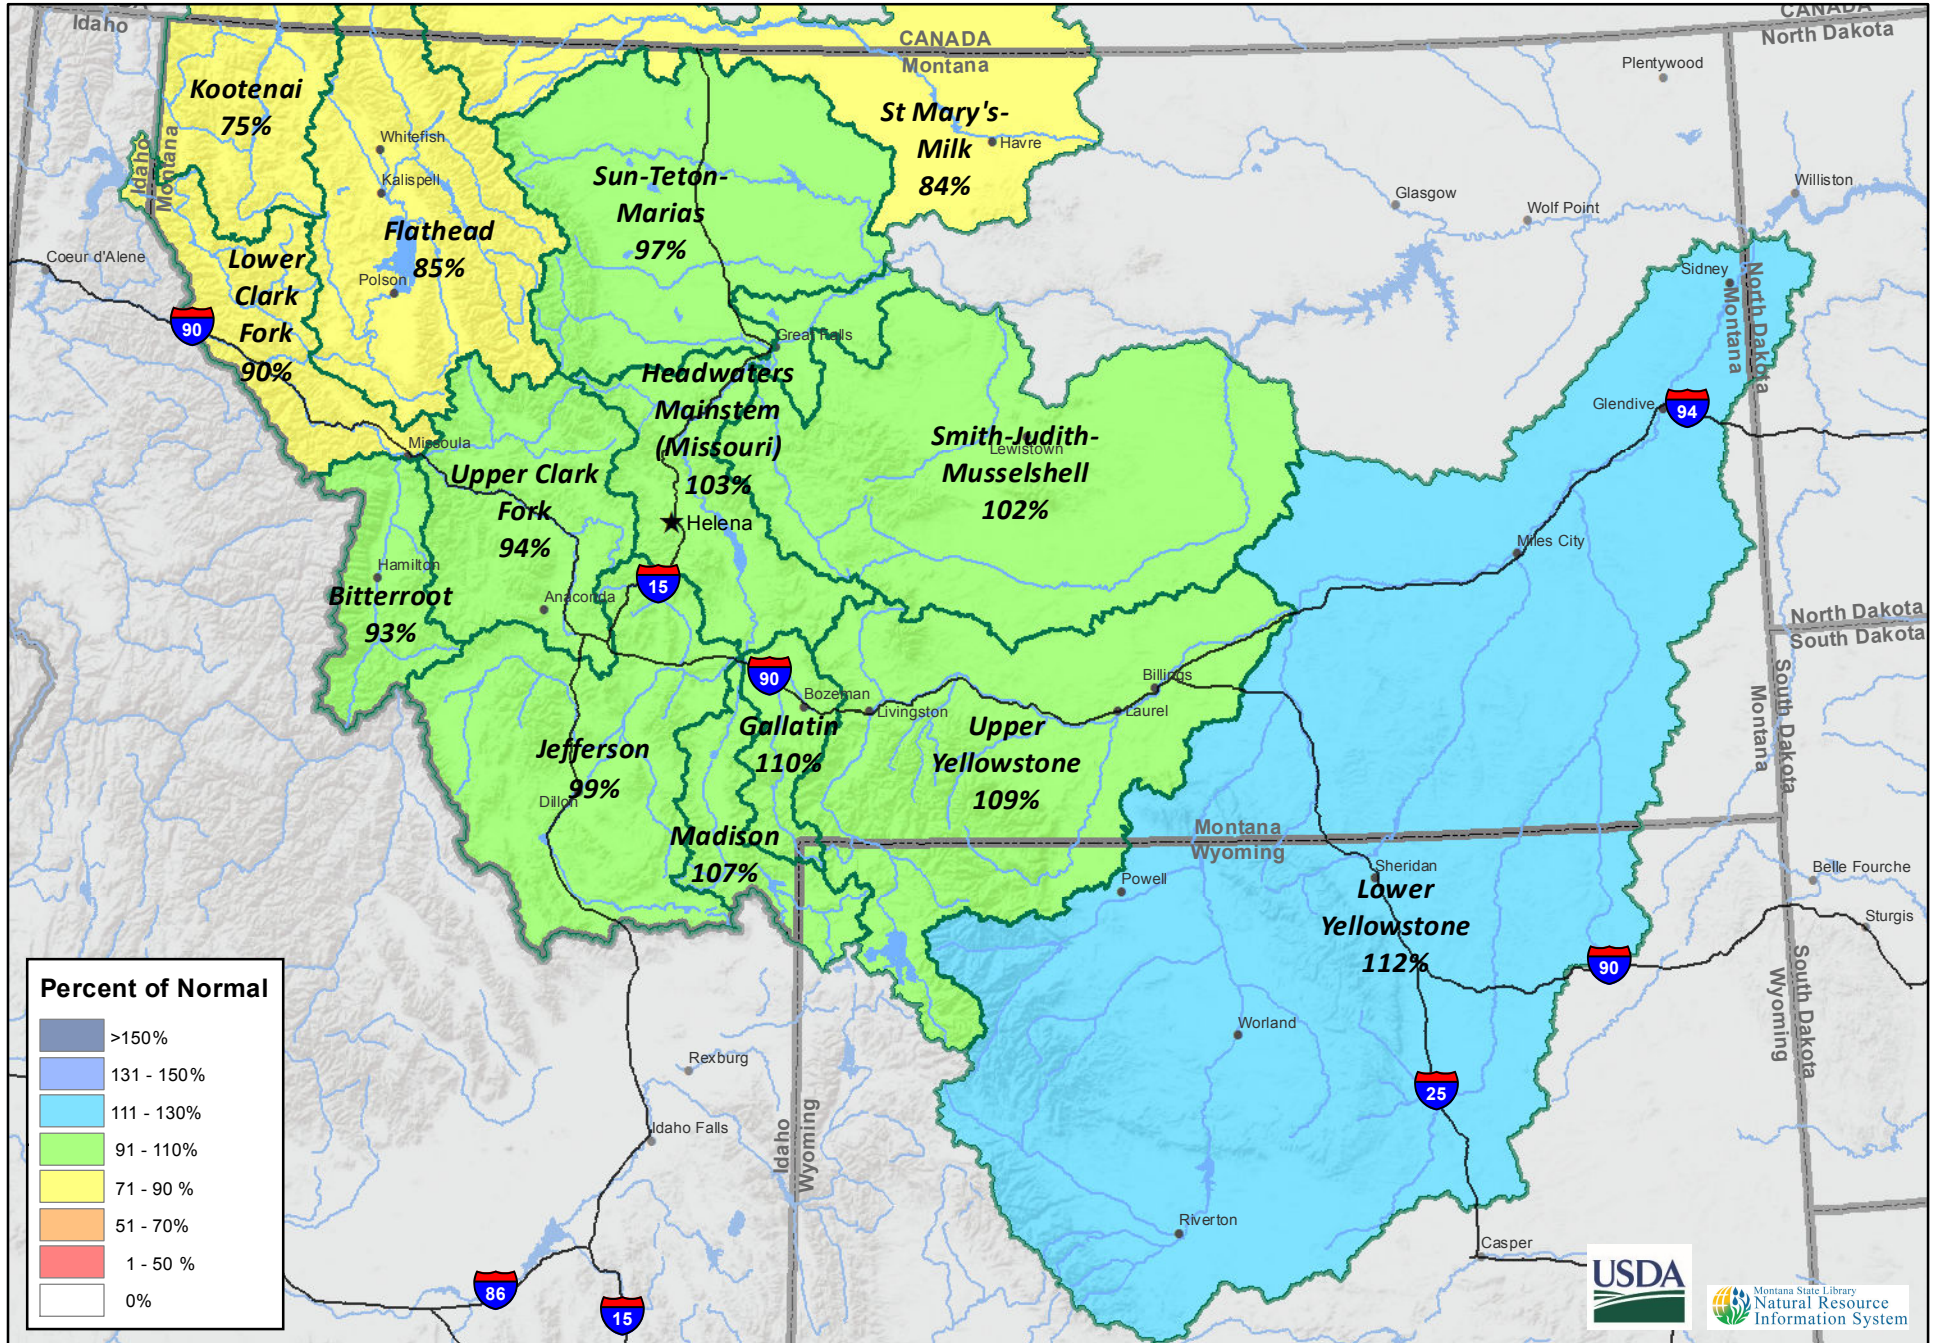 CANADA
Idaho
CANADA
Montana
CANADA
North Dakota
Plentywood
Kootenai
75%
Whitefish
Kalispell
Idaho
Montana
St Mary's-
Milk
84%
Havre
Sun-Teton-
Marias
97%
Glasgow
Wolf Point
Williston
Flathead
85%
Polson
Coeur d'Alene
Lower
Clark
Fork
90%
90
Sidney
Montana
North Dakota
Great Falls
Headwaters
Mainstem
(Missouri)
103%
Helena
Glendive
94
Missoula
Upper Clark
Fork
94%
Smith-Judith-
Lewistown
Musselshell
102%
Miles City
Hamilton
Bitterroot
93%
Anaconda
15
North Dakota
South Dakota
90
Bozeman
Livingston
Billings
Laurel
Gallatin
110%
Upper
Yellowstone
109%
Montana
South Dakota
Jefferson
99%
Dillon
Madison
107%
Montana
Wyoming
Powell
Sheridan
Lower
Yellowstone
112%
Belle Fourche
Sturgis
90
Wyoming
South Dakota
Worland
25
Rexburg
Idaho Falls
Idaho
Wyoming
Riverton
Casper
86
15
Percent of Normal
>150%
131 - 150%
111 - 130%
91 - 110%
71 - 90 %
51 - 70%
1 - 50 %
0%
USDA
Montana State Library
Natural Resource
Information System